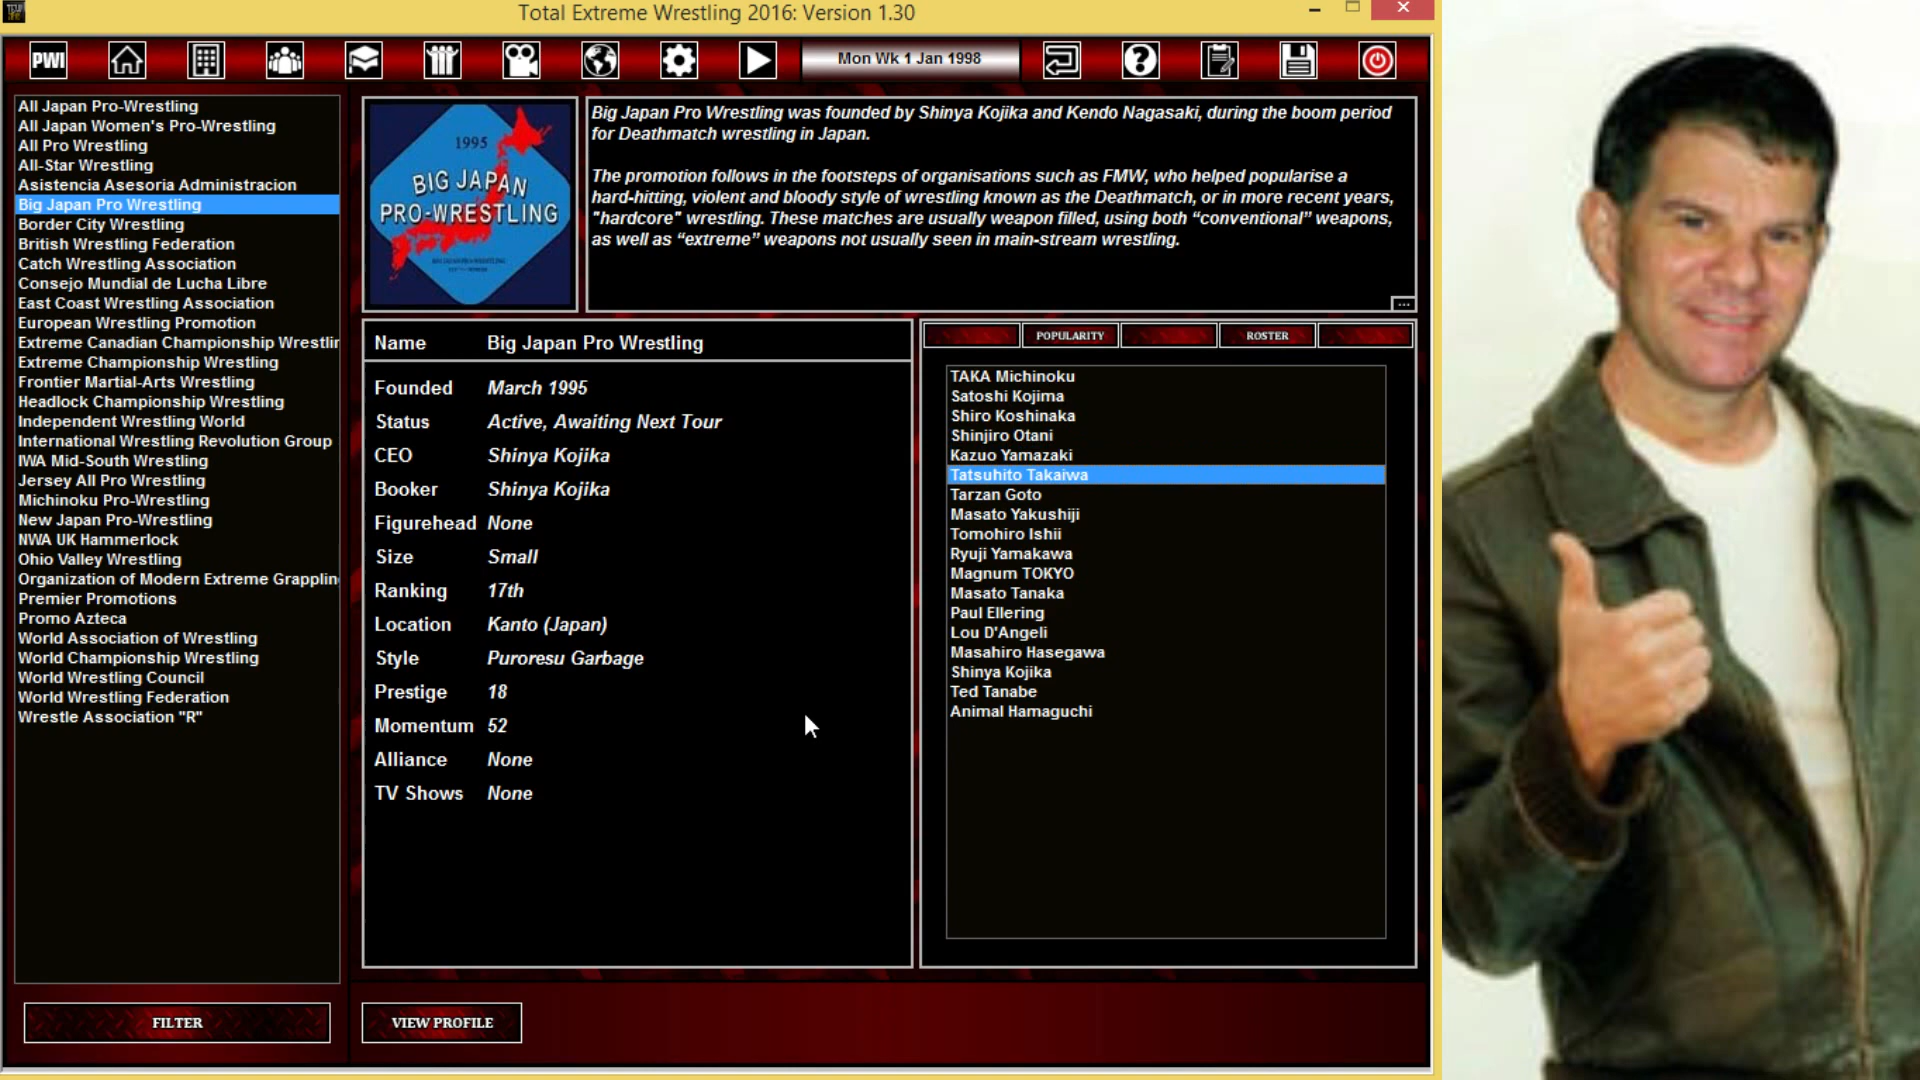 Total Extreme Wrestling 2016: Version 1.30
PWI
Mon Wk 1 Jan 1998
All Japan Pro-Wrestling
All Japan Women's Pro-Wrestling
All Pro Wrestling
All-Star Wrestling
Asistencia Asesoria Administracion
Big Japan Pro Wrestling
Border City Wrestling
British Wrestling Federation
Catch Wrestling Association
Consejo Mundial de Lucha Libre
East Coast Wrestling Association
European Wrestling Promotion
Extreme Canadian Championship Wrestlin
Extreme Championship Wrestling
Frontier Martial-Arts Wrestling
Headlock Championship Wrestling
Independent Wrestling World
International Wrestling Revolution Group
IWA Mid-South Wrestling
Jersey All Pro Wrestling
Michinoku Pro-Wrestling
New Japan Pro-Wrestling
NWA UK Hammerlock
Ohio Valley Wrestling
Organization of Modern Extreme Grapplin
Premier Promotions
Promo Azteca
World Association of Wrestling
World Championship Wrestling
World Wrestling Council
World Wrestling Federation
Wrestle Association "R"
FILTER
1995
BIG JAPAN
PRO-WRESTLING
Big Japan Pro Wrestling was founded by Shinya Kojika and Kendo Nagasaki, during the boom period
for Deathmatch wrestling in Japan.
The promotion follows in the footsteps of organisations such as FMW, who helped popularise a
hard-hitting, violent and bloody style of wrestling known as the Deathmatch, or in more recent years,
"hardcore" wrestling. These matches are usually weapon filled, using both “conventional” weapons,
as well as “extreme” weapons not usually seen in main-stream wrestling.
...
Name Big Japan Pro Wrestling
Founded March 1995
Status Active, Awaiting Next Tour
CEO Shinya Kojika
Booker Shinya Kojika
Figurehead None
Size Small
Ranking 17th
Location Kanto (Japan)
Style Puroresu Garbage
Prestige 18
Momentum 52
Alliance None
TV Shows None
VIEW PROFILE
POPULARITY
ROSTER
TAKA Michinoku
Satoshi Kojima
Shiro Koshinaka
Shinjiro Otani
Kazuo Yamazaki
Tatsuhito Takaiwa
Tarzan Goto
Masato Yakushiji
Tomohiro Ishii
Ryuji Yamakawa
Magnum TOKYO
Masato Tanaka
Paul Ellering
Lou D'Angeli
Masahiro Hasegawa
Shinya Kojika
Ted Tanabe
Animal Hamaguchi